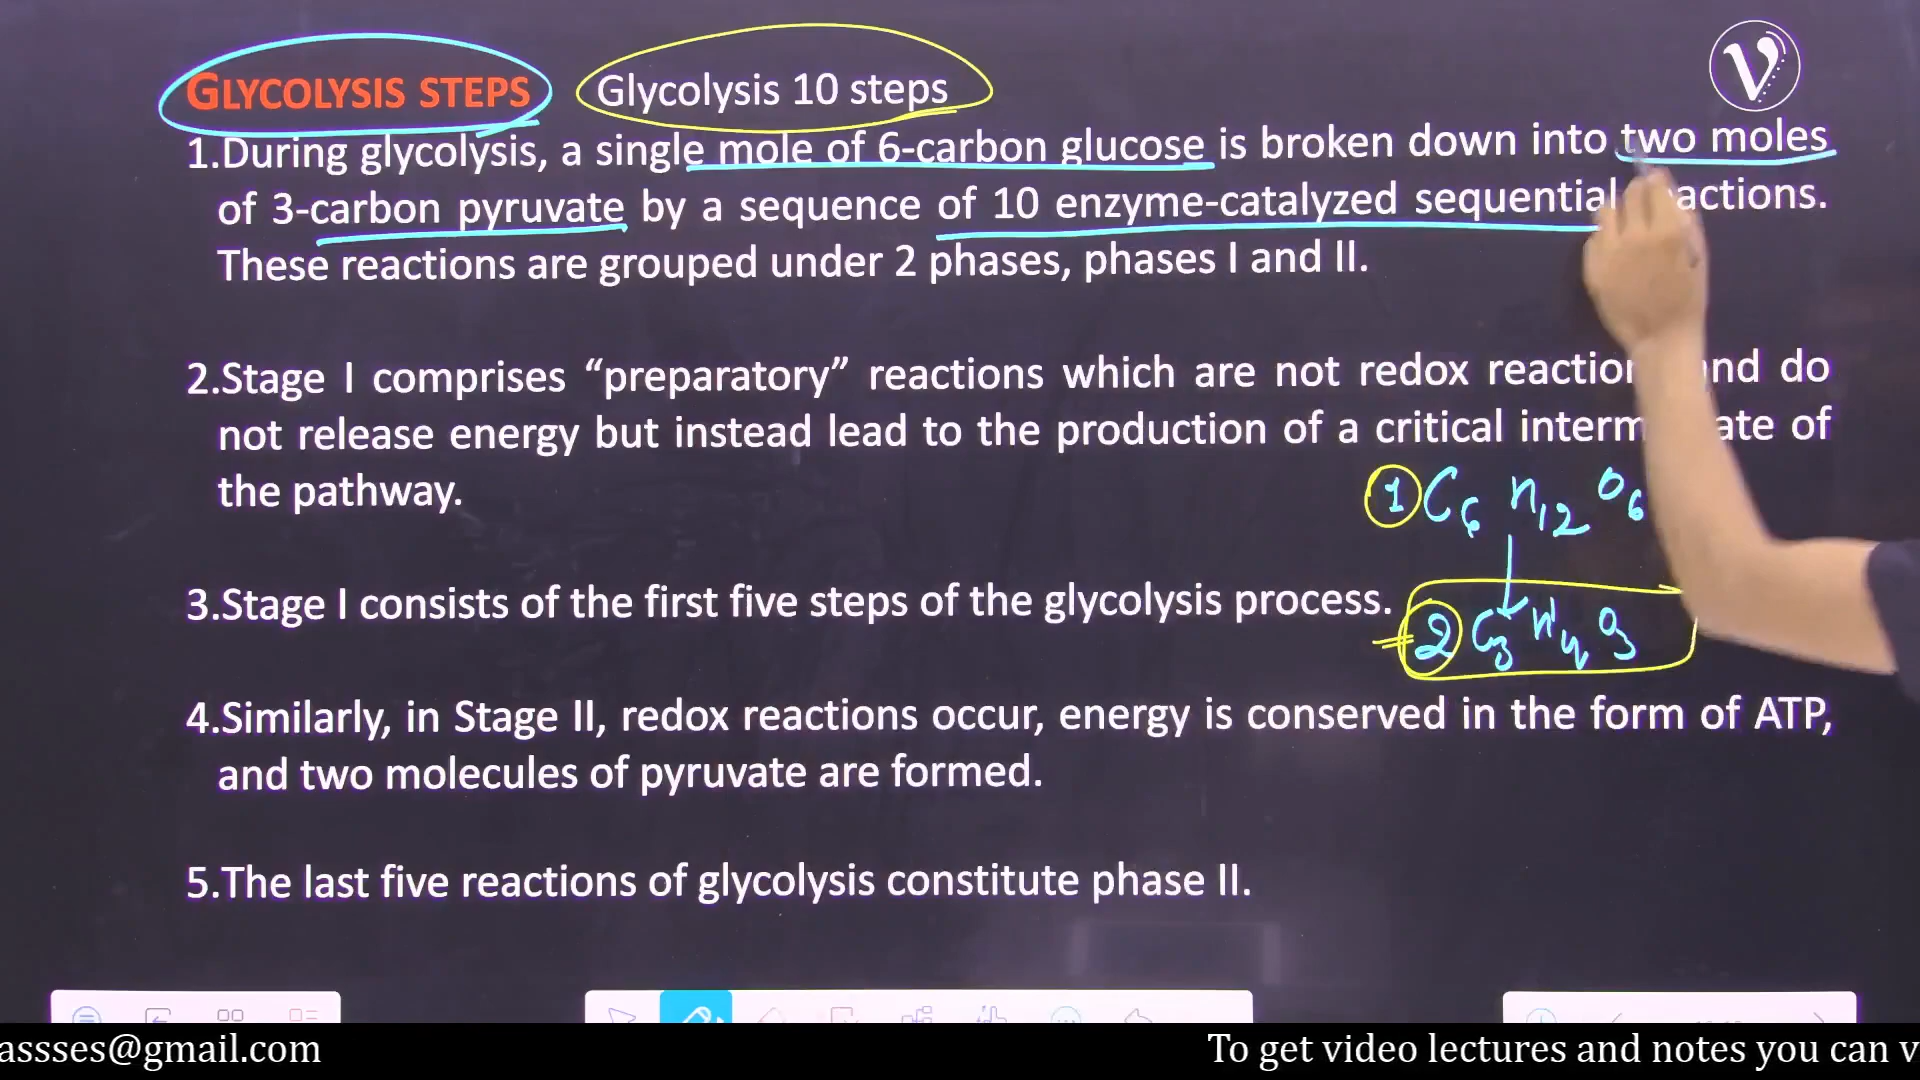 GLYCOLYSIS STEPS Glycolysis 10 steps
1.During glycolysis, a single mole of 6-carbon glucose is broken down into two moles
of 3-carbon pyruvate by a sequence of 10 enzyme-catalyzed sequential
These reactions are grouped under 2 phases, phases I and II.
2.Stage I comprises “preparatory” reactions which are not redox and do
not release energy but instead lead to the production of a critical of
the pathway.
1 C6 H12 O6
3.Stage I consists of the first five steps of the glycolysis process.
2 C3 H4 O3
4.Similarly, in Stage II, redox reactions occur, energy is conserved in the form of ATP,
and two molecules of pyruvate are formed.
5.The last five reactions of glycolysis constitute phase II.
assses@gmail.com To get video lectures and notes you can